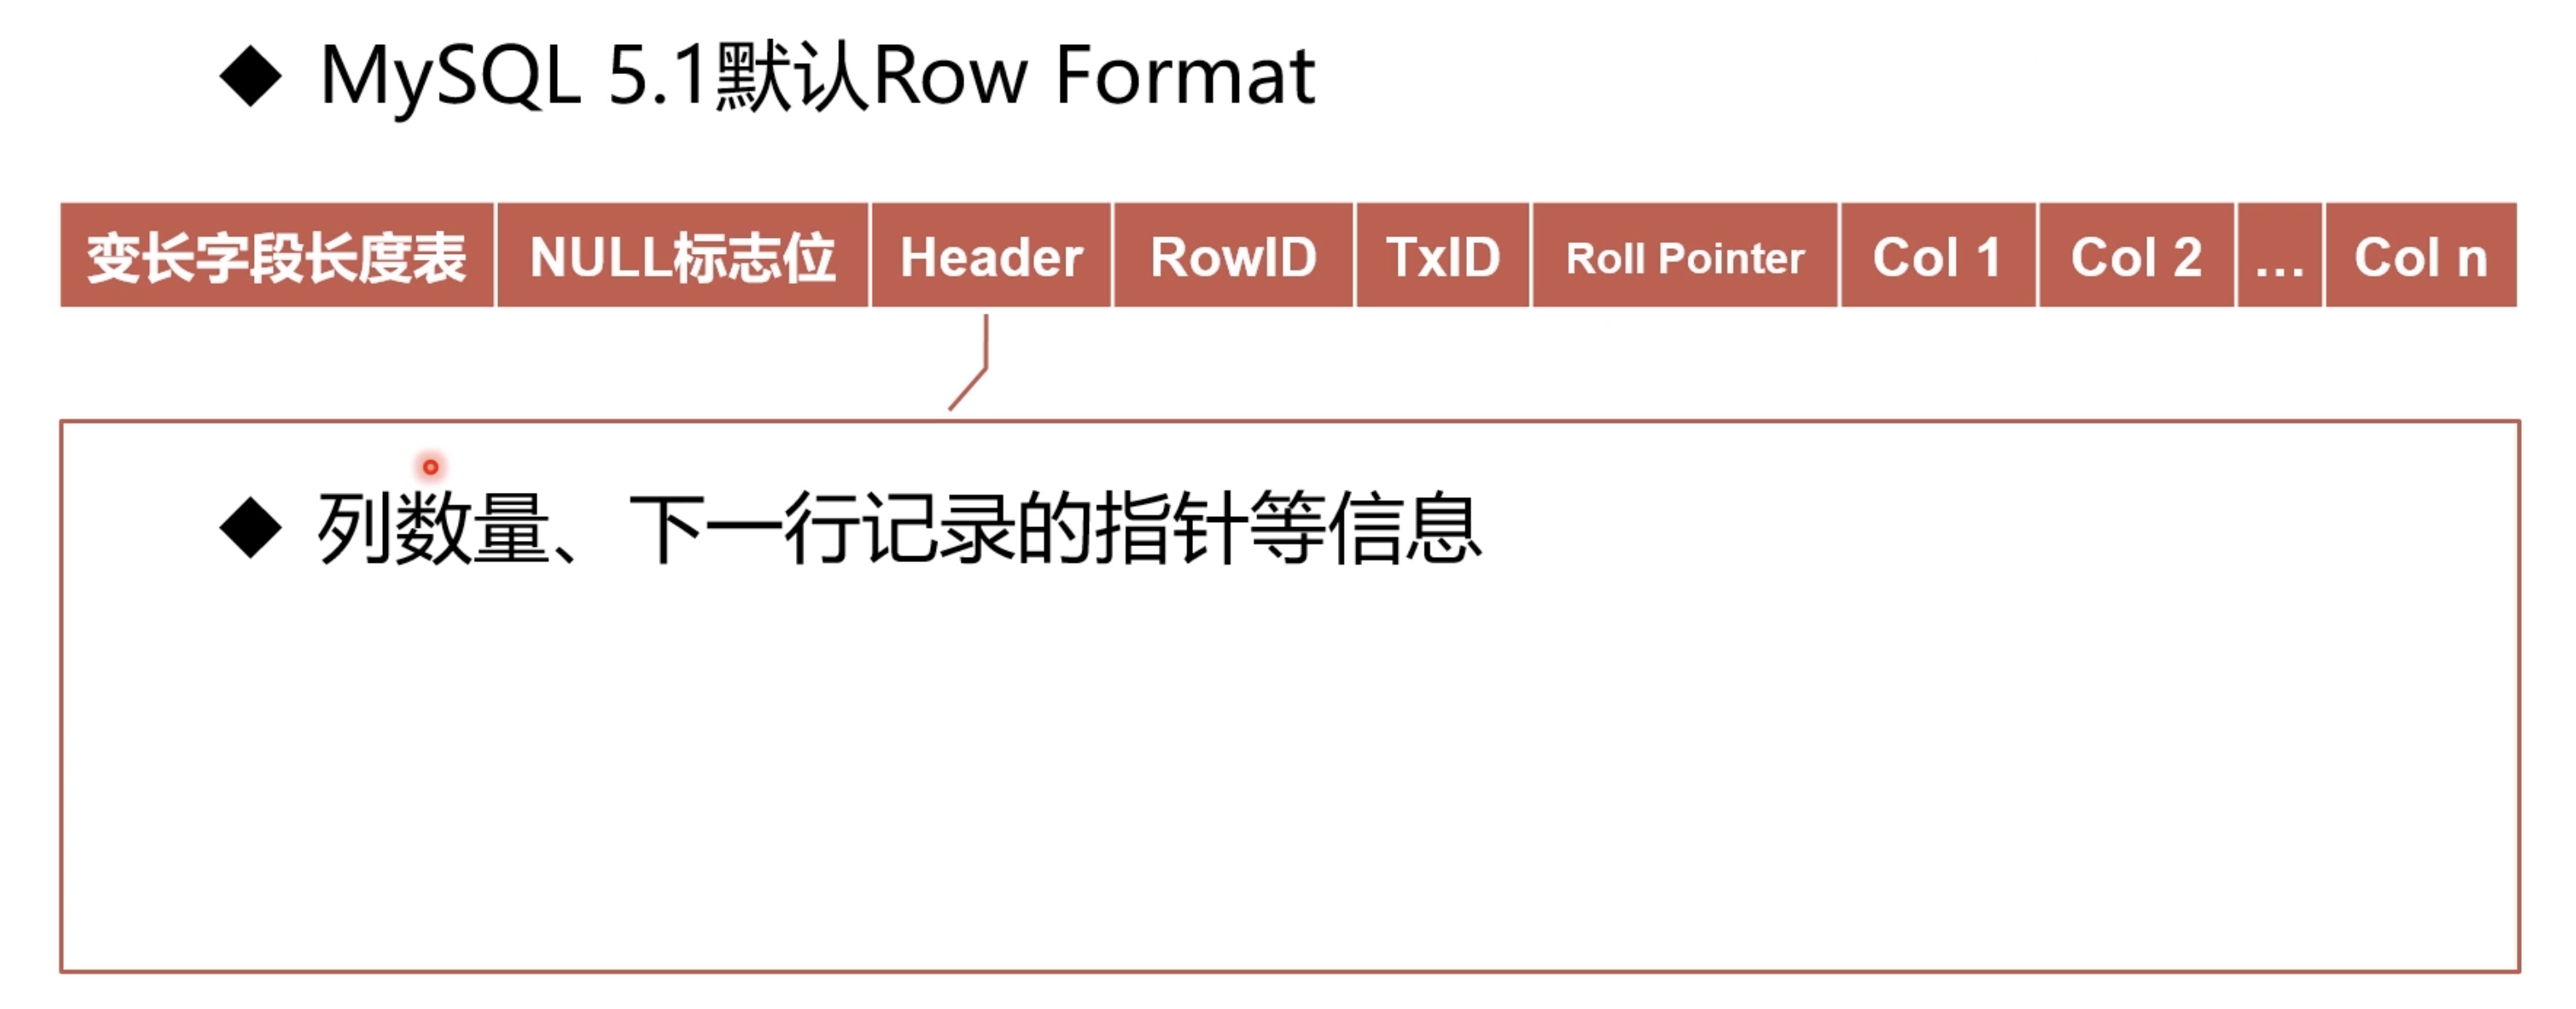 MySQL 5.1默认Row Format
变长字段长度表 NULL标志位 Header RowID TxID Roll Pointer Col 1 Col 2 ... Col n
列数量、下一行记录的指针等信息